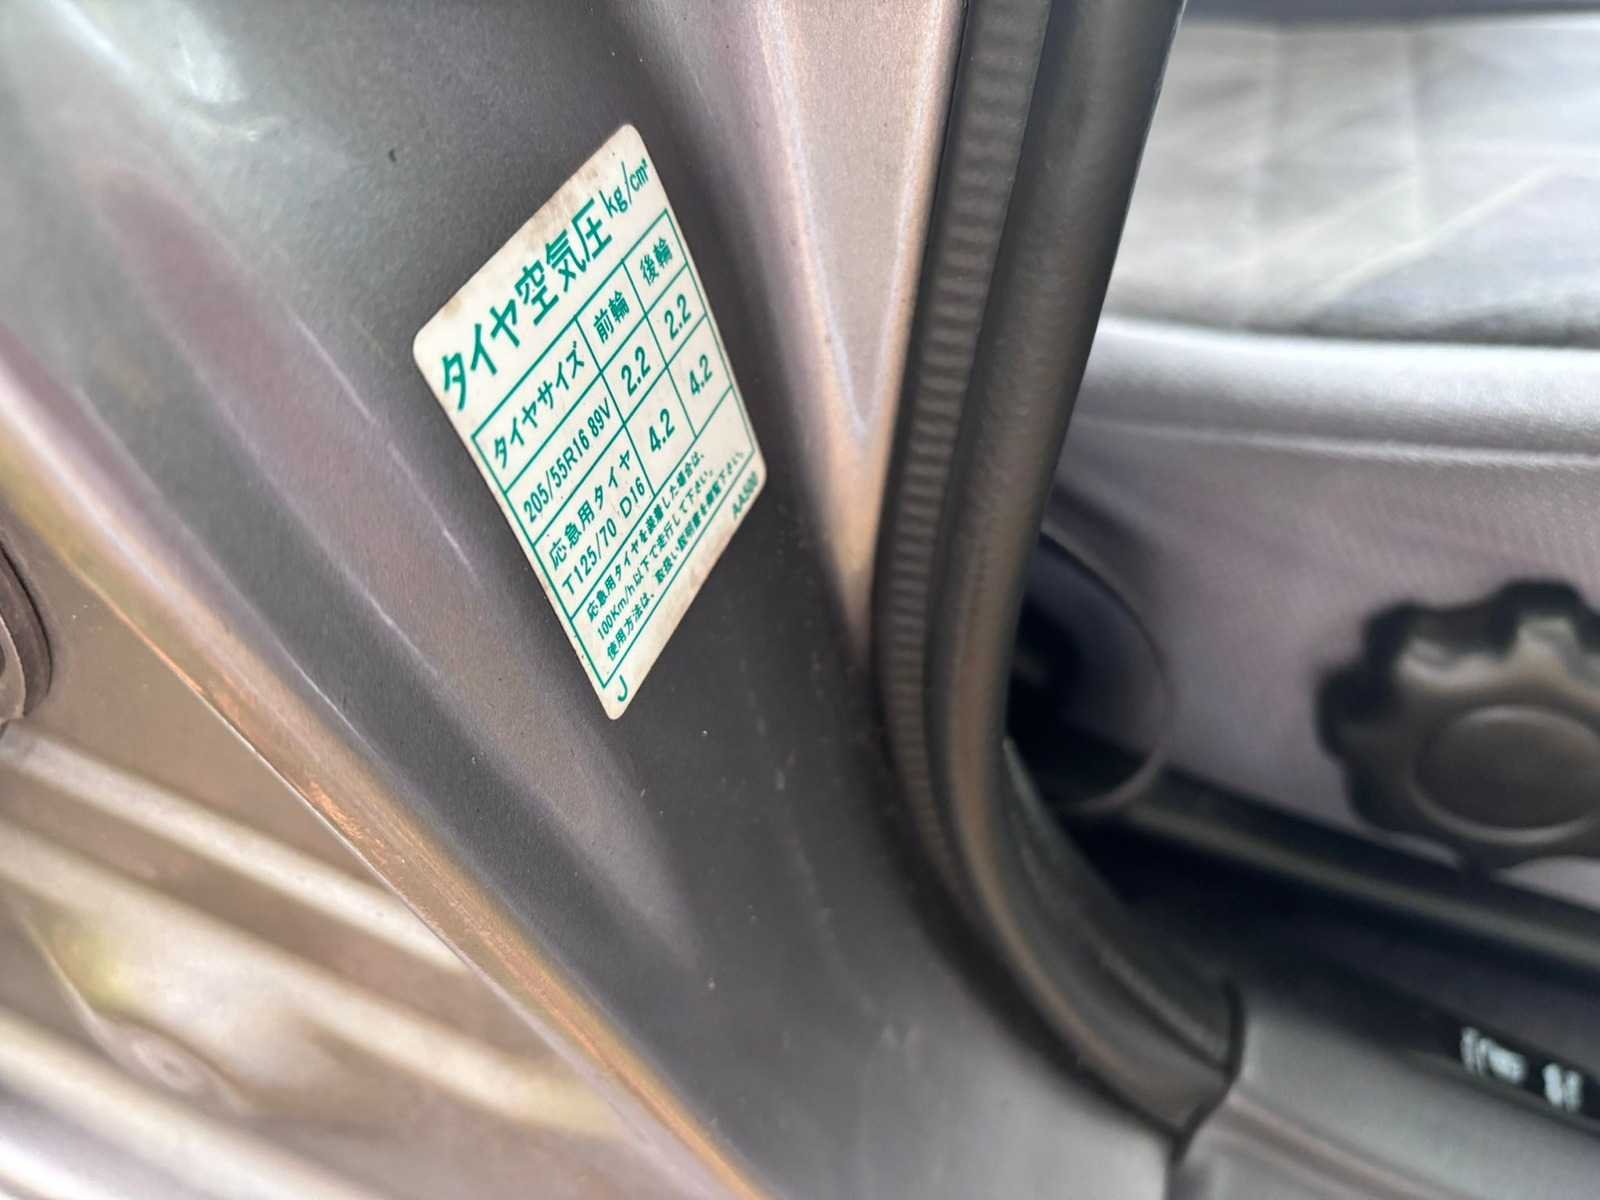 タイヤ空気圧 kg/cm²
タイヤサイズ 前輪 後輪
205/55R16 89V 2.2 2.2
応急用タイヤ
T125/70 D16 4.2 4.2
応急用タイヤを装着した場合は、
100Km/h以下で走行して下さい。
使用方法は、取扱い説明書を御覧下さい。
J AA500